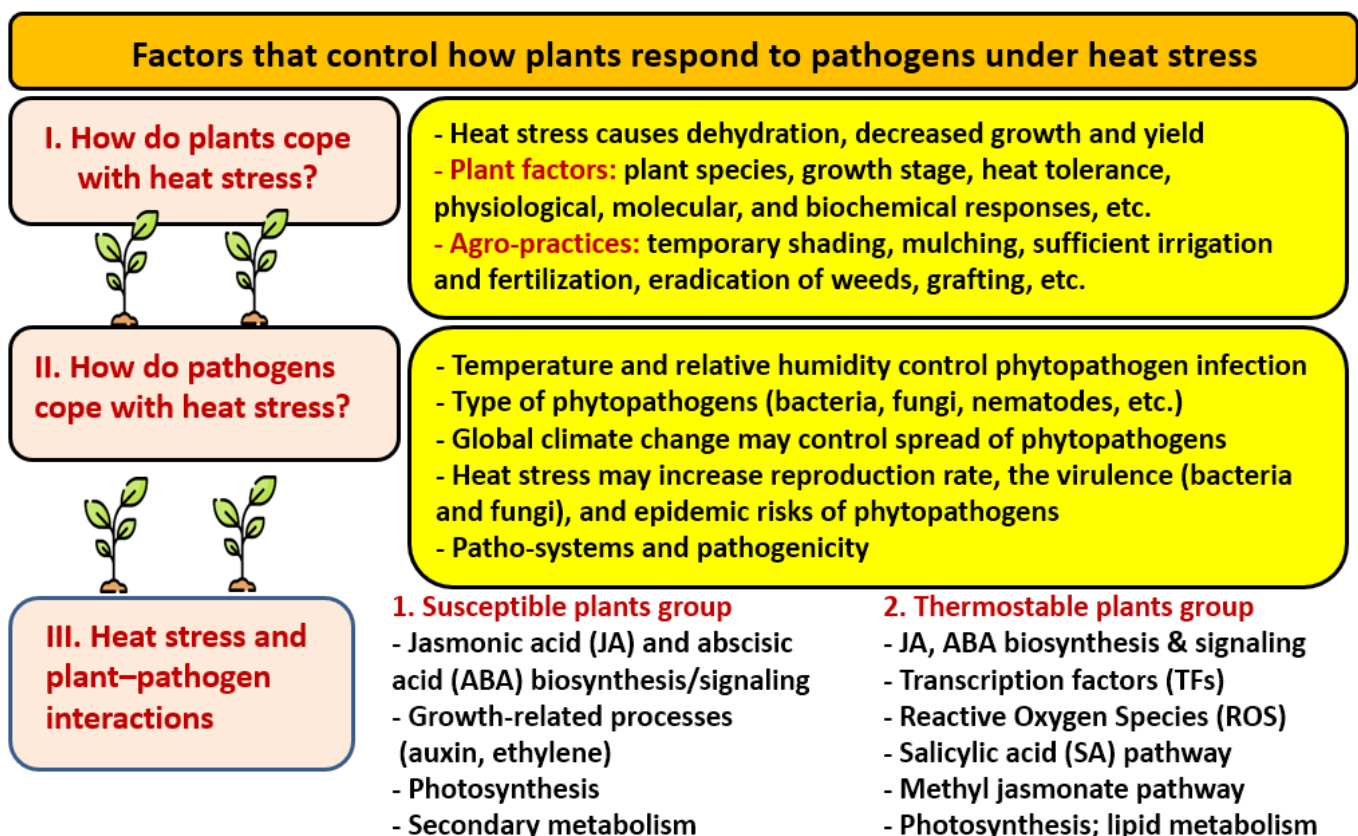 Factors that control how plants respond to pathogens under heat stress
I. How do plants cope
with heat stress?
- Heat stress causes dehydration, decreased growth and yield
- Plant factors: plant species, growth stage, heat tolerance,
physiological, molecular, and biochemical responses, etc.
- Agro-practices: temporary shading, mulching, sufficient irrigation
and fertilization, eradication of weeds, grafting, etc.
II. How do pathogens
cope with heat stress?
- Temperature and relative humidity control phytopathogen infection
- Type of phytopathogens (bacteria, fungi, nematodes, etc.)
- Global climate change may control spread of phytopathogens
- Heat stress may increase reproduction rate, the virulence (bacteria
and fungi), and epidemic risks of phytopathogens
- Patho-systems and pathogenicity
III. Heat stress and
plant–pathogen
interactions
1. Susceptible plants group
- Jasmonic acid (JA) and abscisic
acid (ABA) biosynthesis/signaling
- Growth-related processes
(auxin, ethylene)
- Photosynthesis
- Secondary metabolism
2. Thermostable plants group
- JA, ABA biosynthesis & signaling
- Transcription factors (TFs)
- Reactive Oxygen Species (ROS)
- Salicylic acid (SA) pathway
- Methyl jasmonate pathway
- Photosynthesis; lipid metabolism